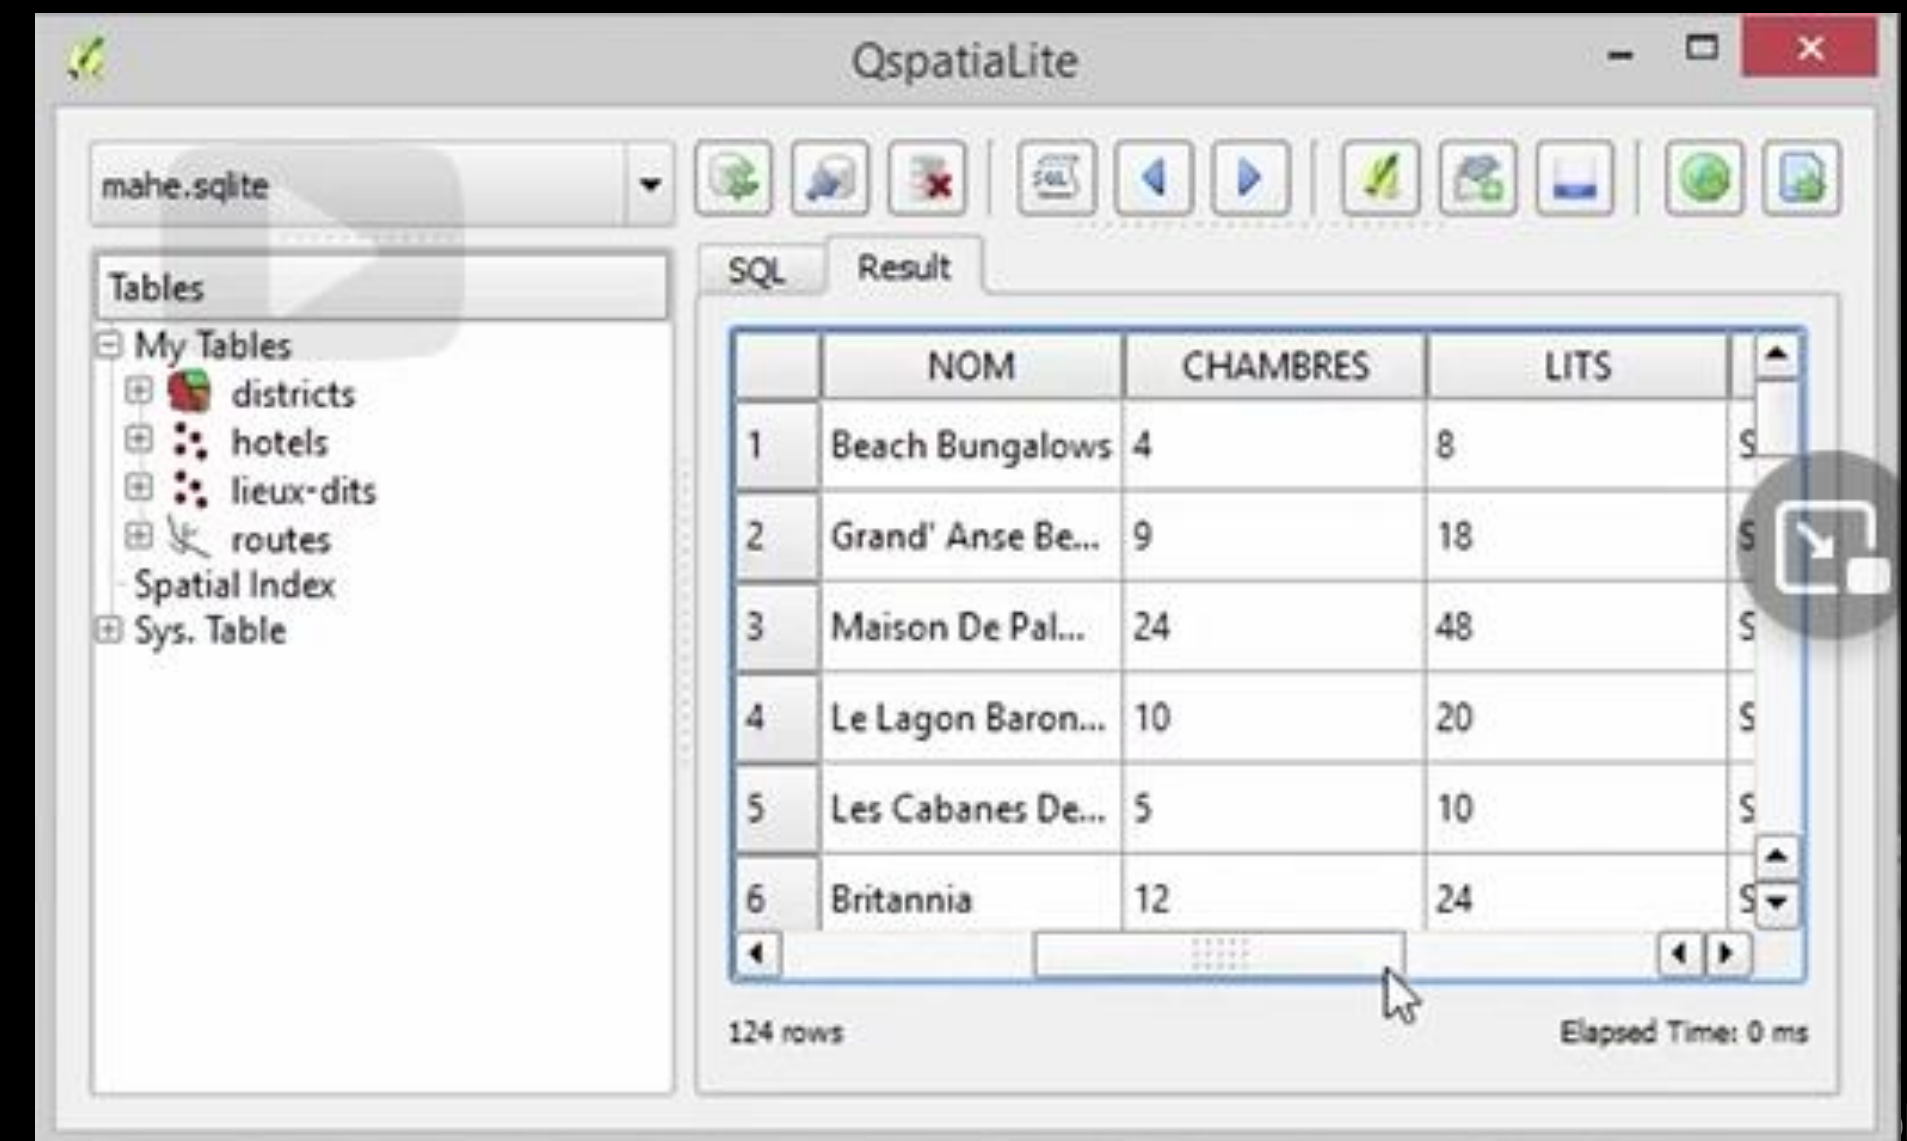 QspatiaLite
mahe.sqlite
SQL
Tables
My Tables
districts
hotels
lieux-dits
routes
Spatial Index
Sys. Table
SQL Result
NOM CHAMBRES LITS
1 Beach Bungalows 4 8 S
2 Grand' Anse Be... 9 18 S
3 Maison De Pal... 24 48 S
4 Le Lagon Baron... 10 20 S
5 Les Cabanes De... 5 10 S
6 Britannia 12 24 S
124 rows Elapsed Time: 0 ms